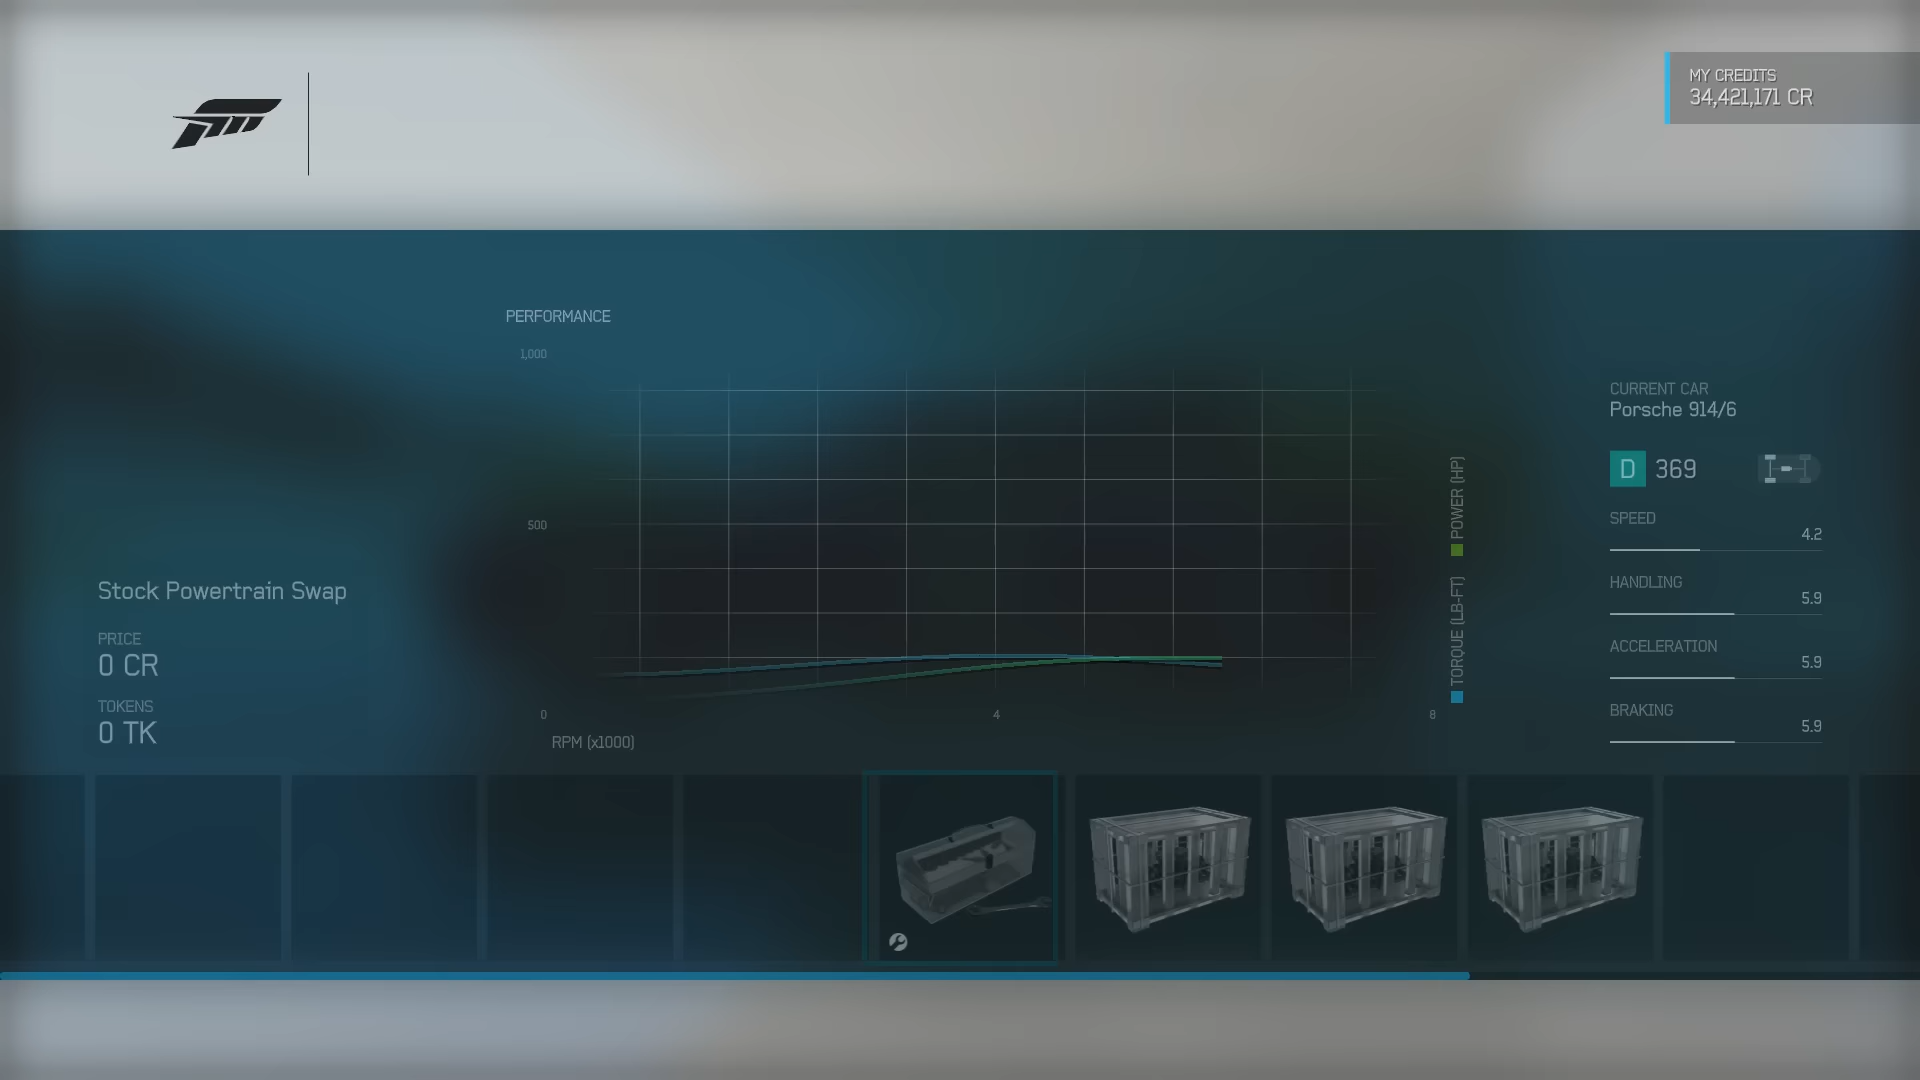 MY CREDITS
34,421,171 CR
PERFORMANCE
1,000
500
0
4
8
RPM (x1000)
POWER (HP)
TORQUE (LB-FT)
Stock Powertrain Swap
PRICE
0 CR
TOKENS
0 TK
CURRENT CAR
Porsche 914/6
D 369
SPEED
4.2
HANDLING
5.9
ACCELERATION
5.9
BRAKING
5.9